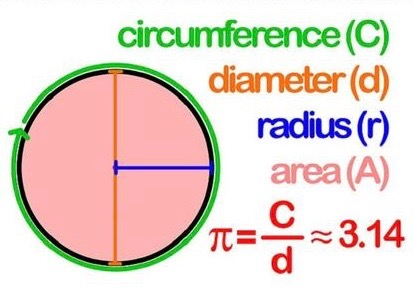 circumference (C)
diameter (d)
radius (r)
area (A)
π = C/d ≈ 3.14